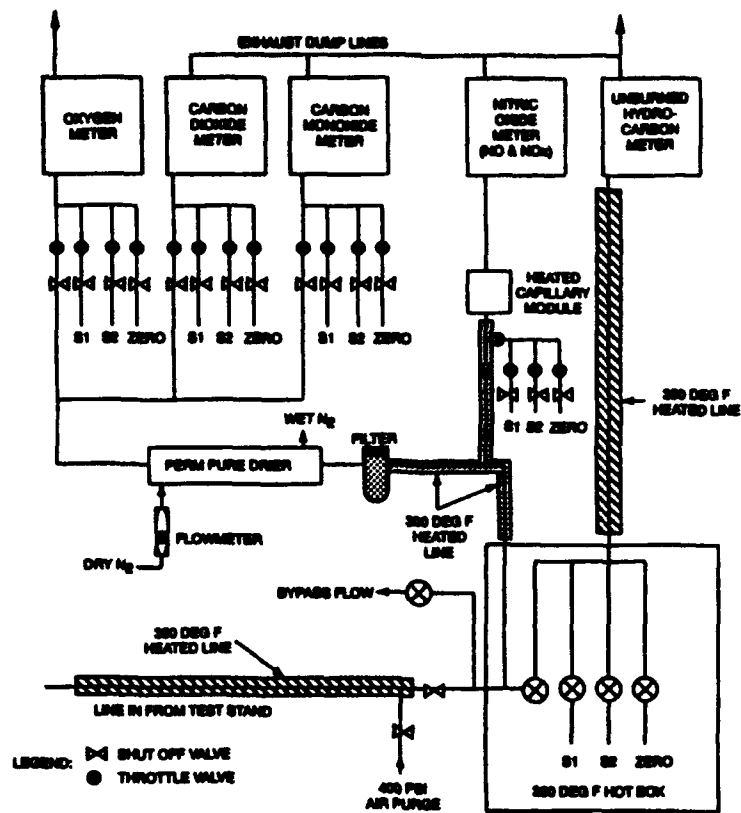 EXHAUST DUMP LINES
OXYGEN
METER
CARBON
DIOXIDE
METER
CARBON
MONOXIDE
METER
NITRIC
OXIDE
METER
(NO & NOx)
UNBURNED
HYDRO-
CARBON
METER
HEATED
CAPILLARY
MODULE
S1 S2 ZERO
S1 S2 ZERO
S1 S2 ZERO
S1 S2 ZERO
350 DEG F
HEATED LINE
WET N2
FILTER
PERM PURE DRIER
300 DEG F
HEATED
LINE
FLOWMETER
DRY N2
BYPASS FLOW
350 DEG F
HEATED LINE
LINE IN FROM TEST STAND
S1 S2 ZERO
LEGEND: SHUT OFF VALVE
THROTTLE VALVE
400 PSI
AIR PURGE
350 DEG F HOT BOX